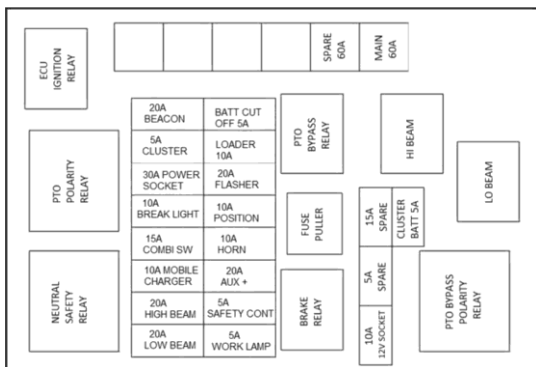 ECU
IGNITION
RELAY
SPARE
60A
MAIN
60A
20A
BEACON
BATT CUT
OFF 5A
5A
CLUSTER
LOADER
10A
30A POWER
SOCKET
20A
FLASHER
10A
BREAK LIGHT
10A
POSITION
15A
COMBI SW
10A
HORN
10A MOBILE
CHARGER
20A
AUX +
20A
HIGH BEAM
5A
SAFETY CONT
20A
LOW BEAM
5A
WORK LAMP
PTO
POLARITY
RELAY
NEUTRAL
SAFETY
RELAY
PTO
BYPASS
RELAY
FUSE
PULLER
BRAKE
RELAY
HI BEAM
LO BEAM
15A
SPARE
CLUSTER
BATT 5A
5A
SPARE
10A
12V SOCKET
PTO BYPASS
POLARITY
RELAY